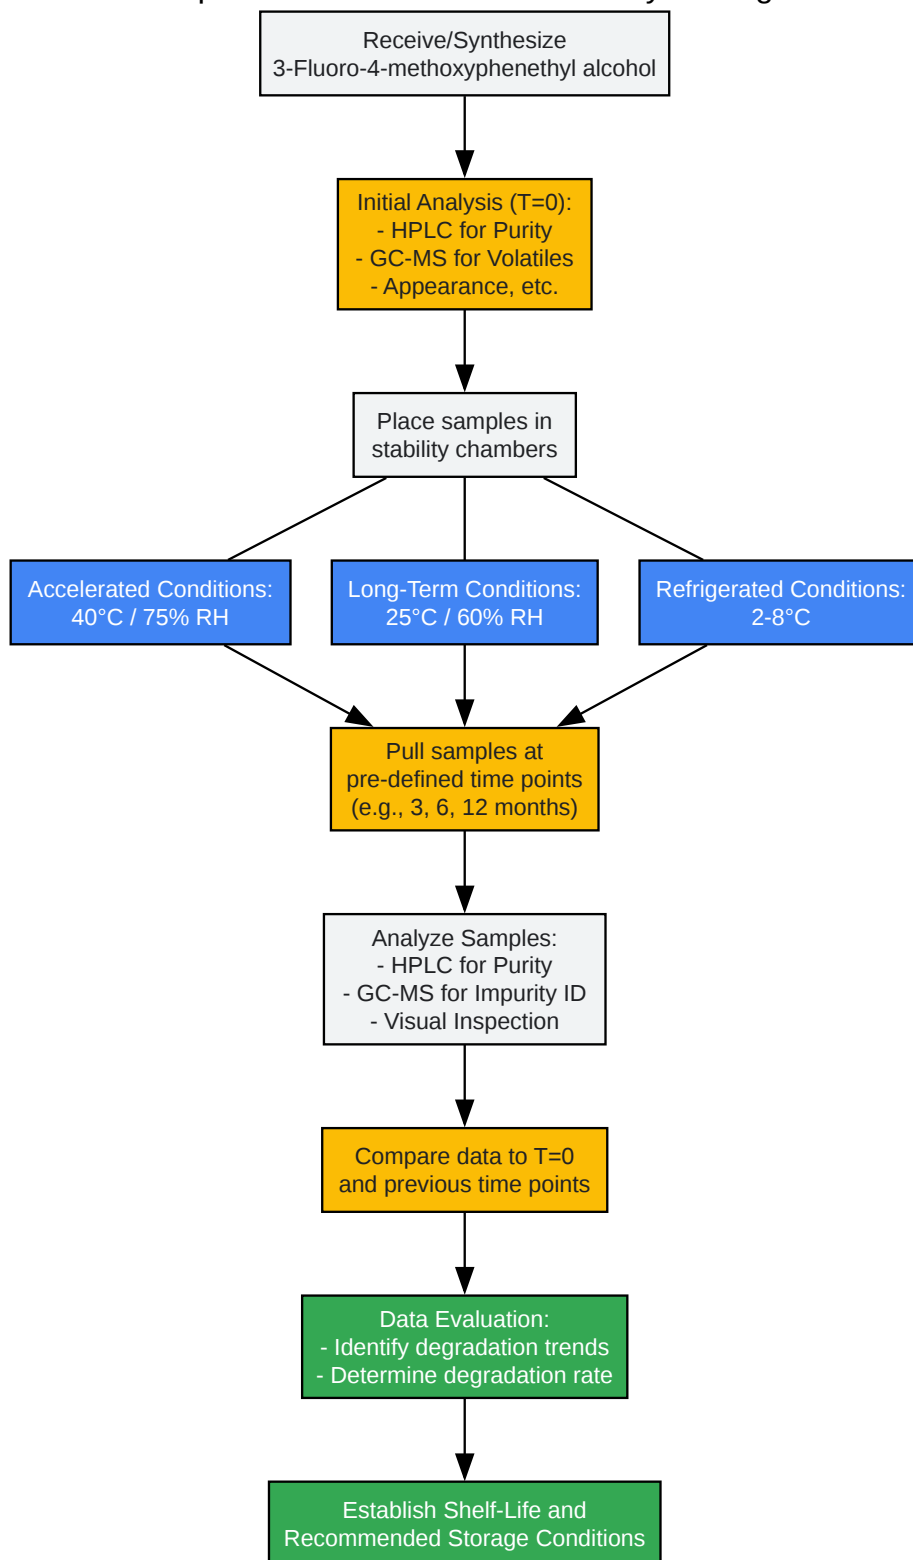 Receive/Synthesize
3-Fluoro-4-methoxyphenethyl alcohol
Initial Analysis (T=0):
- HPLC for Purity
- GC-MS for Volatiles
- Appearance, etc.
Place samples in
stability chambers
Accelerated Conditions:
40°C / 75% RH
Long-Term Conditions:
25°C / 60% RH
Refrigerated Conditions:
2-8°C
Pull samples at
pre-defined time points
(e.g., 3, 6, 12 months)
Analyze Samples:
- HPLC for Purity
- GC-MS for Impurity ID
- Visual Inspection
Compare data to T=0
and previous time points
Data Evaluation:
- Identify degradation trends
- Determine degradation rate
Establish Shelf-Life and
Recommended Storage Conditions